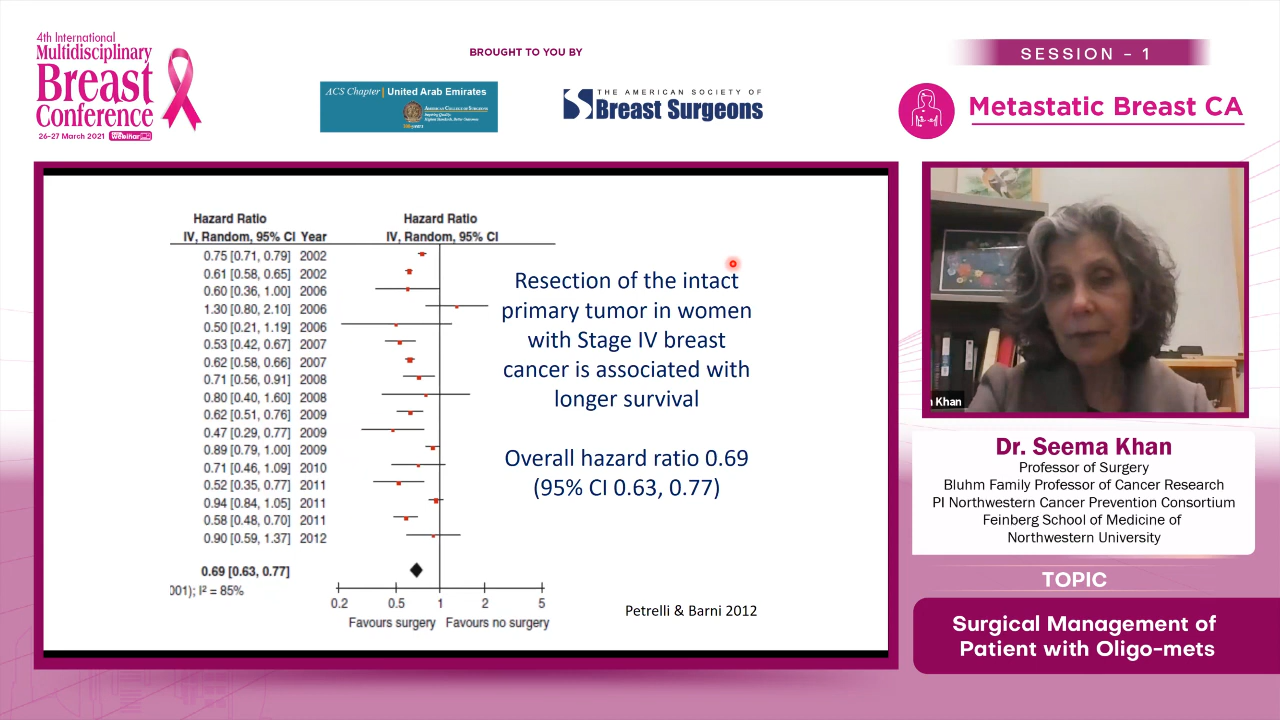 4th International
Multidisciplinary
Breast
Conference
26-27 March 2021 Webinar
BROUGHT TO YOU BY
ACS Chapter | United Arab Emirates
AMERICAN COLLEGE OF SURGEONS
THE AMERICAN SOCIETY OF
Breast Surgeons
SESSION - 1
Metastatic Breast CA
Hazard Ratio
IV, Random, 95% CI Year
0.75 [0.71, 0.79] 2002
0.61 [0.58, 0.65] 2002
0.60 [0.36, 1.00] 2006
1.30 [0.80, 2.10] 2006
0.50 [0.21, 1.19] 2006
0.53 [0.42, 0.67] 2007
0.62 [0.58, 0.66] 2007
0.71 [0.56, 0.91] 2008
0.80 [0.40, 1.60] 2008
0.62 [0.51, 0.76] 2009
0.47 [0.29, 0.77] 2009
0.89 [0.79, 1.00] 2009
0.71 [0.46, 1.09] 2010
0.52 [0.35, 0.77] 2011
0.94 [0.84, 1.05] 2011
0.58 [0.48, 0.70] 2011
0.90 [0.59, 1.37] 2012
0.69 [0.63, 0.77]
001); I² = 85%
Hazard Ratio
IV, Random, 95% CI
0.2 0.5 1 2 5
Favours surgery Favours no surgery
Resection of the intact
primary tumor in women
with Stage IV breast
cancer is associated with
longer survival
Overall hazard ratio 0.69
(95% CI 0.63, 0.77)
Petrelli & Barni 2012
Khan
Dr. Seema Khan
Professor of Surgery
Bluhm Family Professor of Cancer Research
PI Northwestern Cancer Prevention Consortium
Feinberg School of Medicine of
Northwestern University
TOPIC
Surgical Management of
Patient with Oligo-mets